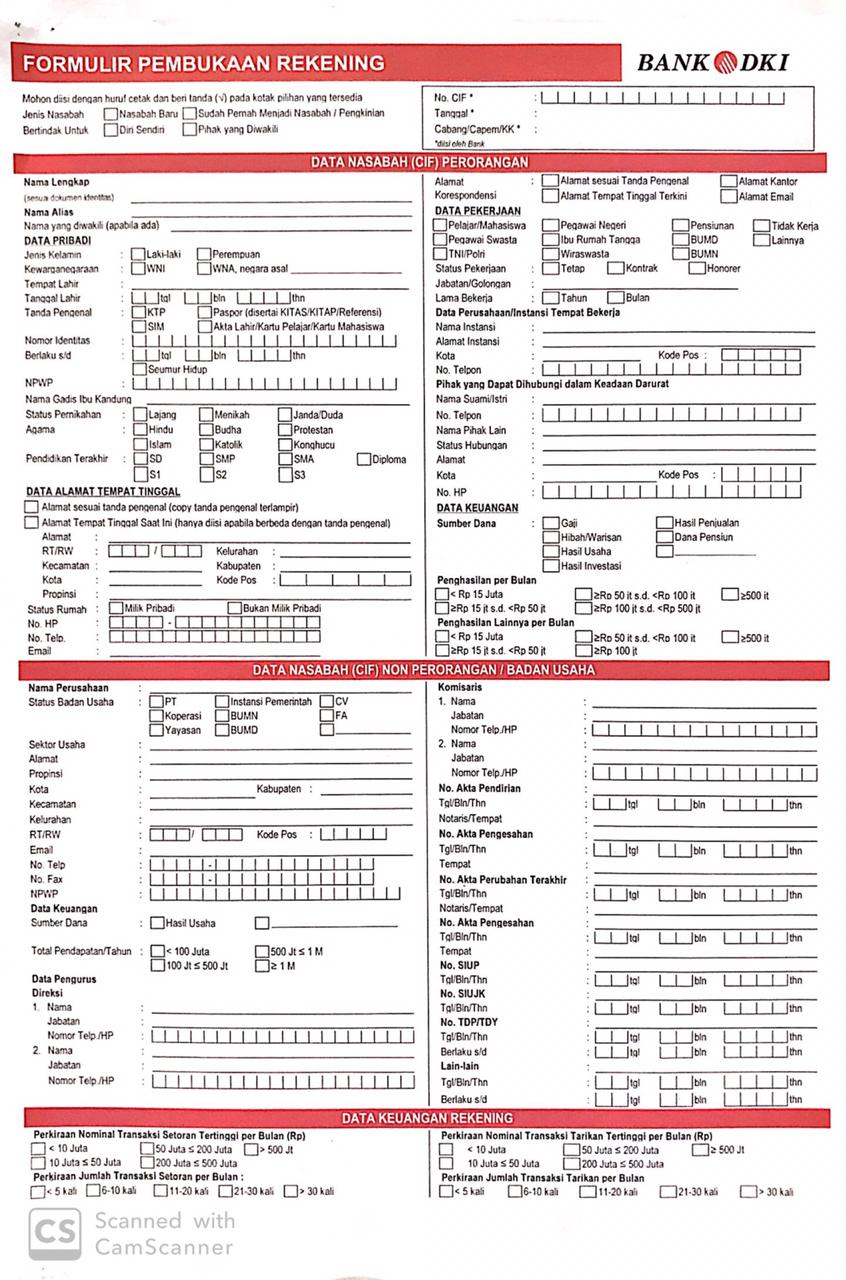 FORMULIR PEMBUKAAN REKENING
BANK DKI
Mohon diisi dengan huruf cetak dan beri tanda (√) pada kotak pilihan yang tersedia
Jenis Nasabah Nasabah Baru Sudah Pernah Menjadi Nasabah / Pengkinian
Bertindak Untuk Diri Sendiri Pihak yang Diwakili
No. CIF * :
Tanggal * :
Cabang/Capem/KK * :
*diisi oleh Bank
DATA NASABAH (CIF) PERORANGAN
Nama Lengkap
(sesuai dokumen identitas) :
Nama Alias :
Nama yang diwakili (apabila ada) :
DATA PRIBADI
Jenis Kelamin : Laki-laki Perempuan
Kewarganegaraan : WNI WNA, negara asal
Tempat Lahir :
Tanggal Lahir : tgl bln thn
Tanda Pengenal : KTP Paspor (disertai KITAS/KITAP/Referensi)
SIM Akta Lahir/Kartu Pelajar/Kartu Mahasiswa
Nomor Identitas :
Berlaku s/d : tgl bln thn
Seumur Hidup
NPWP :
Nama Gadis Ibu Kandung :
Status Pernikahan : Lajang Menikah Janda/Duda
Agama : Hindu Budha Protestan
Islam Katolik Konghucu
Pendidikan Terakhir : SD SMP SMA Diploma
S1 S2 S3
DATA ALAMAT TEMPAT TINGGAL
Alamat sesuai tanda pengenal (copy tanda pengenal terlampir)
Alamat Tempat Tinggal Saat Ini (hanya diisi apabila berbeda dengan tanda pengenal)
Alamat :
RT/RW : / Kelurahan :
Kecamatan : Kabupaten :
Kota : Kode Pos :
Propinsi :
Status Rumah : Milik Pribadi Bukan Milik Pribadi
No. HP : -
No. Telp. :
Email :
Alamat Korespondensi : Alamat sesuai Tanda Pengenal Alamat Kantor
Alamat Tempat Tinggal Terkini Alamat Email
DATA PEKERJAAN
Pelajar/Mahasiswa Pegawai Negeri Pensiunan Tidak Kerja
Pegawai Swasta Ibu Rumah Tangga BUMD Lainnya
TNI/Polri Wiraswasta BUMN
Status Pekerjaan : Tetap Kontrak Honorer
Jabatan/Golongan :
Lama Bekerja : Tahun Bulan
Data Perusahaan/Instansi Tempat Bekerja
Nama Instansi :
Alamat Instansi :
Kota : Kode Pos :
No. Telpon :
Pihak yang Dapat Dihubungi dalam Keadaan Darurat
Nama Suami/Istri :
No. Telpon :
Nama Pihak Lain :
Status Hubungan :
Alamat :
Kota : Kode Pos :
No. HP :
DATA KEUANGAN
Sumber Dana : Gaji Hasil Penjualan
Hibah/Warisan Dana Pensiun
Hasil Usaha
Hasil Investasi
Penghasilan per Bulan
< Rp 15 Juta ≥Rp 50 jt s.d. <Rp 100 jt ≥500 jt
≥Rp 15 jt s.d. <Rp 50 jt ≥Rp 100 jt s.d. <Rp 500 jt
Penghasilan Lainnya per Bulan
< Rp 15 Juta ≥Rp 50 jt s.d. <Rp 100 jt ≥500 jt
≥Rp 15 jt s.d. <Rp 50 jt ≥Rp 100 jt
DATA NASABAH (CIF) NON PERORANGAN / BADAN USAHA
Nama Perusahaan :
Status Badan Usaha : PT Instansi Pemerintah CV
Koperasi BUMN FA
Yayasan BUMD
Sektor Usaha :
Alamat :
Propinsi :
Kota : Kabupaten :
Kecamatan :
Kelurahan :
RT/RW : / Kode Pos :
Email :
No. Telp : -
No. Fax : -
NPWP :
Data Keuangan
Sumber Dana : Hasil Usaha
Total Pendapatan/Tahun : < 100 Juta 500 Jt ≤ 1 M
100 Jt ≤ 500 Jt ≥ 1 M
Data Pengurus
Direksi
1. Nama :
Jabatan :
Nomor Telp./HP :
2. Nama :
Jabatan :
Nomor Telp./HP :
Komisaris
1. Nama :
Jabatan :
Nomor Telp./HP :
2. Nama :
Jabatan :
Nomor Telp./HP :
No. Akta Pendirian :
Tgl/Bln/Thn : tgl bln thn
Notaris/Tempat :
No. Akta Pengesahan :
Tgl/Bln/Thn : tgl bln thn
Tempat :
No. Akta Perubahan Terakhir :
Tgl/Bln/Thn : tgl bln thn
Notaris/Tempat :
No. Akta Pengesahan :
Tgl/Bln/Thn : tgl bln thn
Tempat :
No. SIUP :
Tgl/Bln/Thn : tgl bln thn
No. SIUJK :
Tgl/Bln/Thn : tgl bln thn
No. TDP/TDY :
Tgl/Bln/Thn : tgl bln thn
Berlaku s/d : tgl bln thn
Lain-lain :
Tgl/Bln/Thn : tgl bln thn
Berlaku s/d : tgl bln thn
DATA KEUANGAN REKENING
Perkiraan Nominal Transaksi Setoran Tertinggi per Bulan (Rp)
< 10 Juta 50 Juta ≤ 200 Juta > 500 Jt
10 Juta ≤ 50 Juta 200 Juta ≤ 500 Juta
Perkiraan Jumlah Transaksi Setoran per Bulan :
< 5 kali 6-10 kali 11-20 kali 21-30 kali > 30 kali
Perkiraan Nominal Transaksi Tarikan Tertinggi per Bulan (Rp)
< 10 Juta 50 Juta ≤ 200 Juta ≥ 500 Jt
10 Juta ≤ 50 Juta 200 Juta ≤ 500 Juta
Perkiraan Jumlah Transaksi Tarikan per Bulan
< 5 kali 6-10 kali 11-20 kali 21-30 kali > 30 kali
CS Scanned with
CamScanner